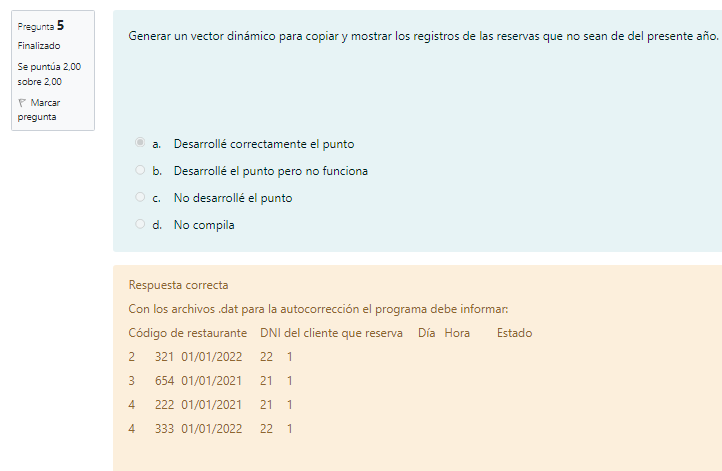 Pregunta 5
Finalizado
Se puntúa 2,00
sobre 2,00
Marcar
pregunta
Generar un vector dinámico para copiar y mostrar los registros de las reservas que no sean de del presente año.
a. Desarrollé correctamente el punto
b. Desarrollé el punto pero no funciona
c. No desarrollé el punto
d. No compila
Respuesta correcta
Con los archivos .dat para la autocorrección el programa debe informar:
Código de restaurante DNI del cliente que reserva Día Hora Estado
2 321 01/01/2022 22 1
3 654 01/01/2021 21 1
4 222 01/01/2021 21 1
4 333 01/01/2022 22 1